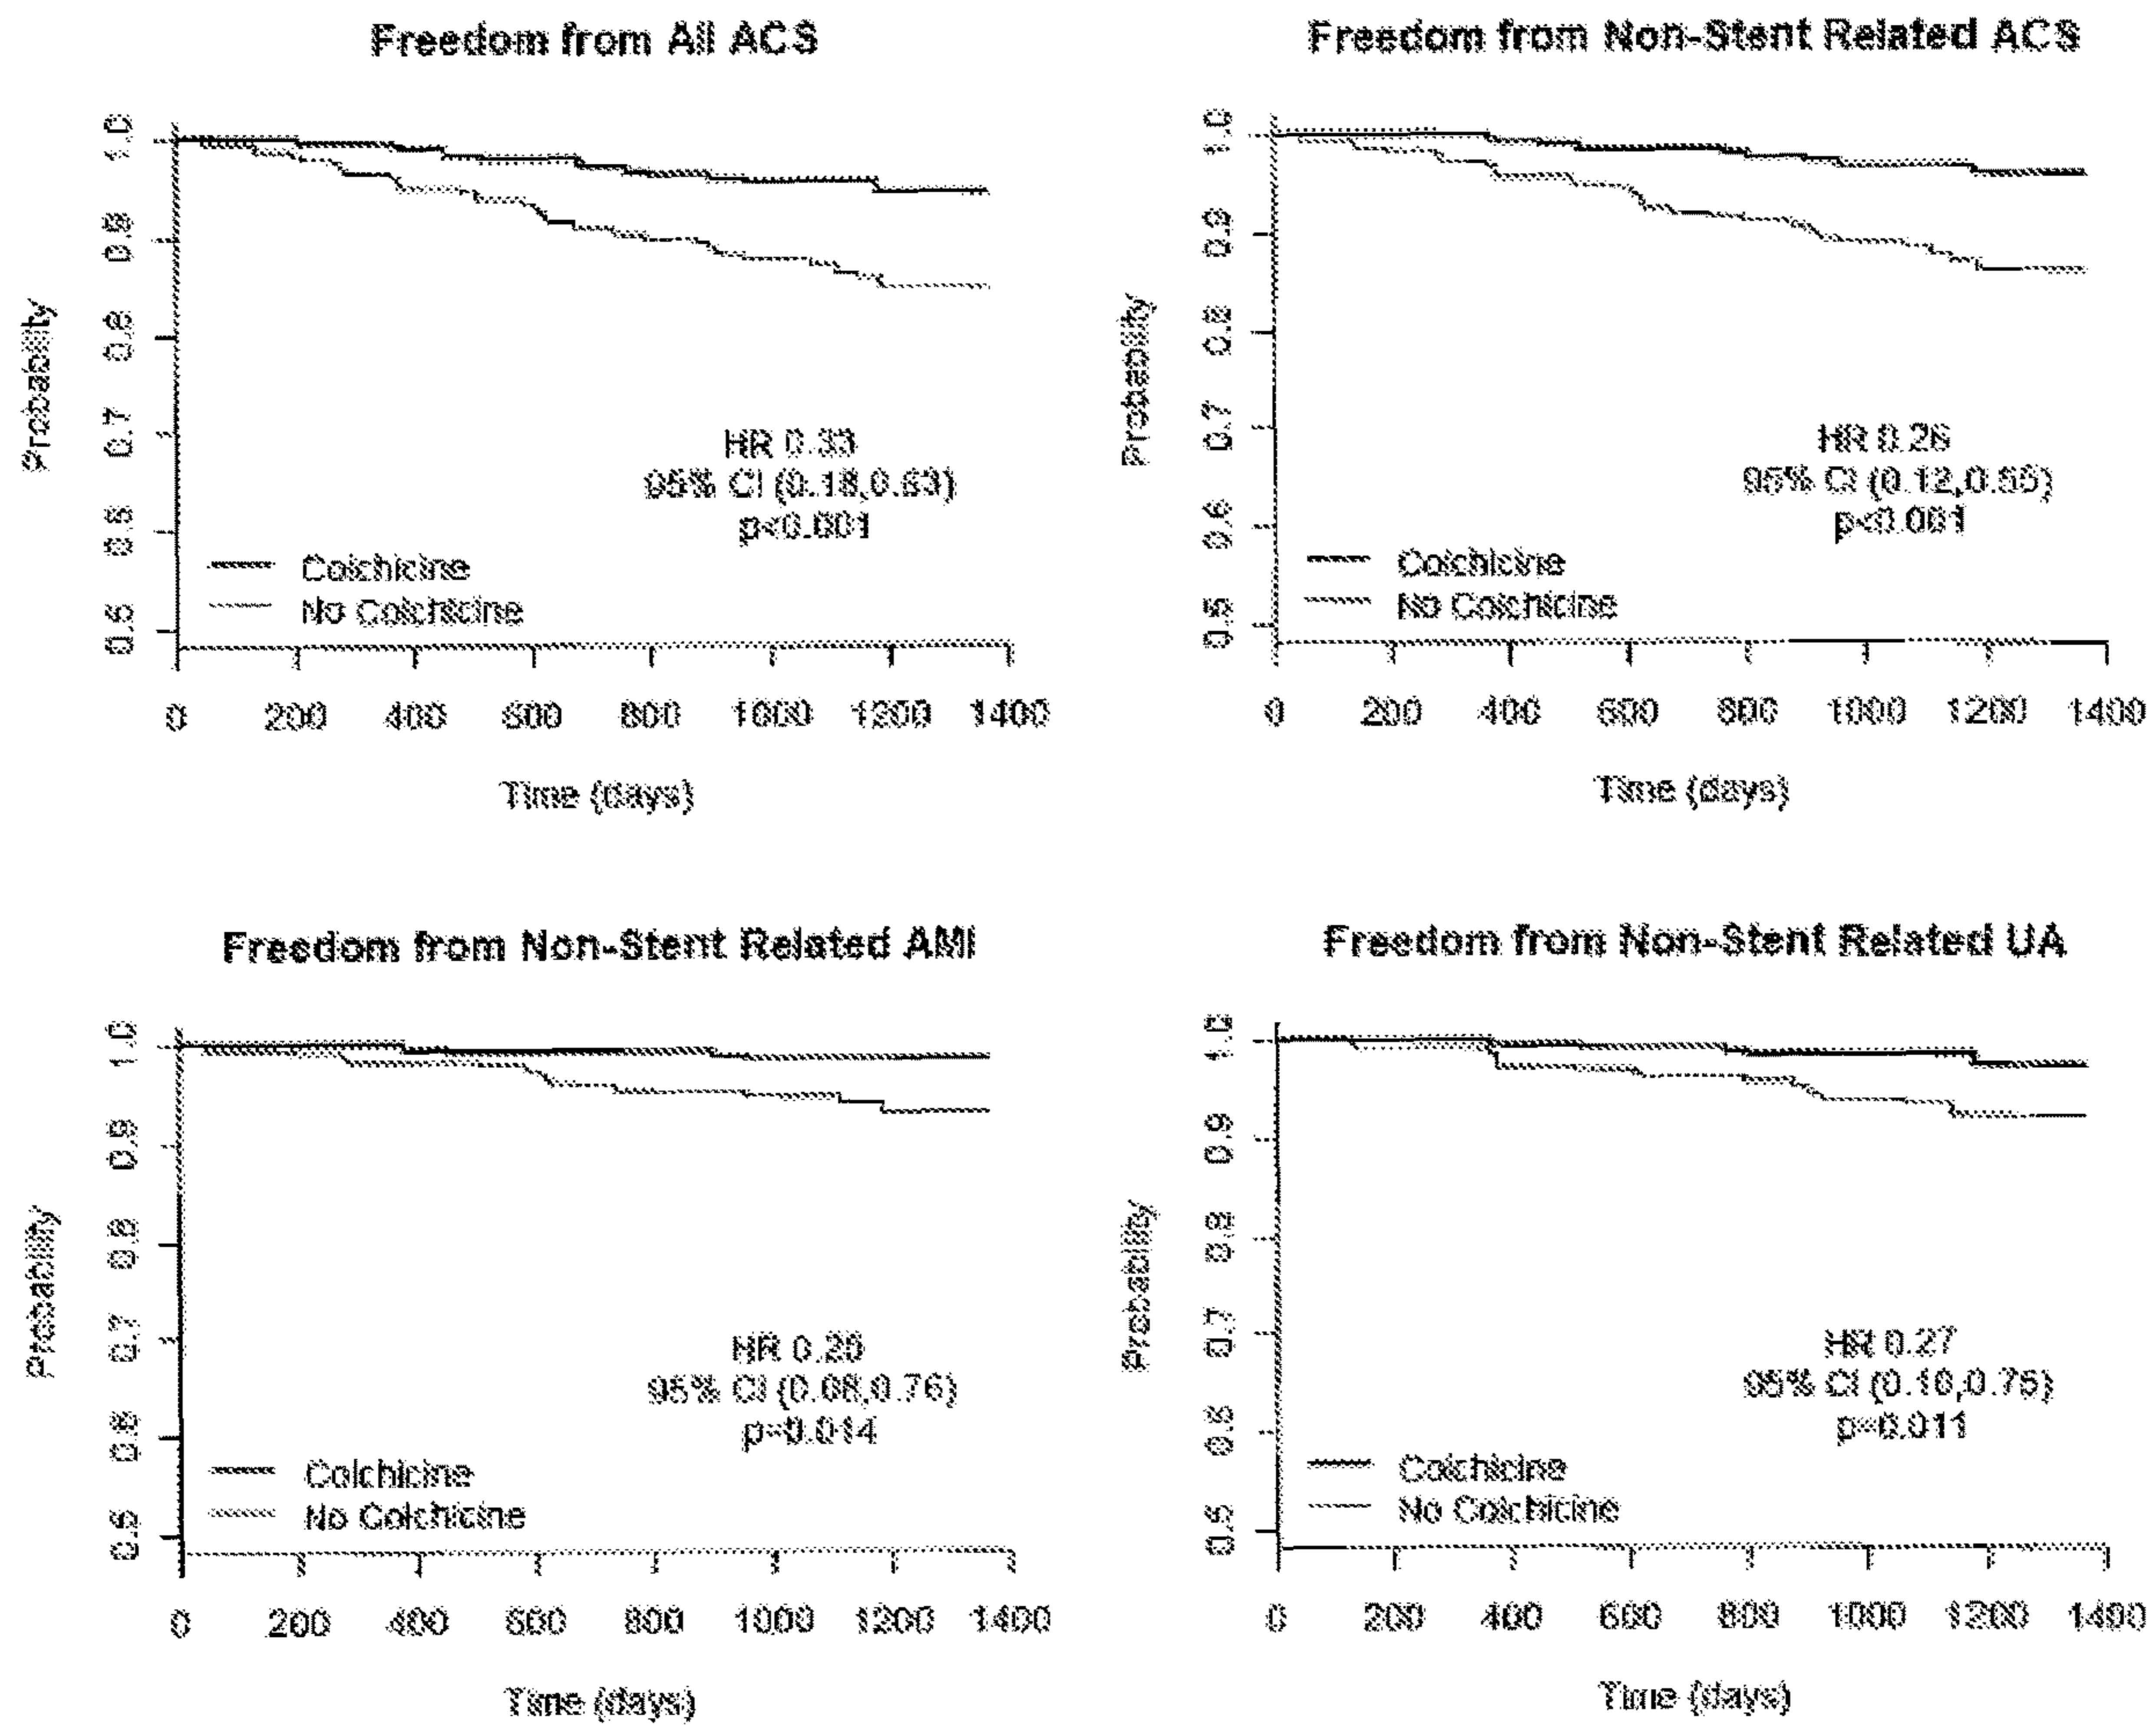 Freedom from All ACS
Probability
1.0
0.9
0.8
0.7
0.6
0.5
HR 0.33
95% CI (0.18,0.63)
p<0.001
Colchicine
No Colchicine
0 200 400 600 800 1000 1200 1400
Time (days)
Freedom from Non-Stent Related ACS
Probability
1.0
0.9
0.8
0.7
0.6
0.5
HR 0.26
95% CI (0.12,0.55)
p<0.001
Colchicine
No Colchicine
0 200 400 600 800 1000 1200 1400
Time (days)
Freedom from Non-Stent Related AMI
Probability
1.0
0.9
0.8
0.7
0.6
0.5
HR
95% CI (0.08,0.76)
p=0.014
Colchicine
No Colchicine
0 200 400 600 800 1000 1200 1400
Time (days)
Freedom from Non-Stent Related UA
Probability
1.0
0.9
0.8
0.7
0.6
0.5
HR 0.27
95% CI (0.10,0.75)
p=0.011
Colchicine
No Colchicine
0 200 400 600 800 1000 1200 1400
Time (days)